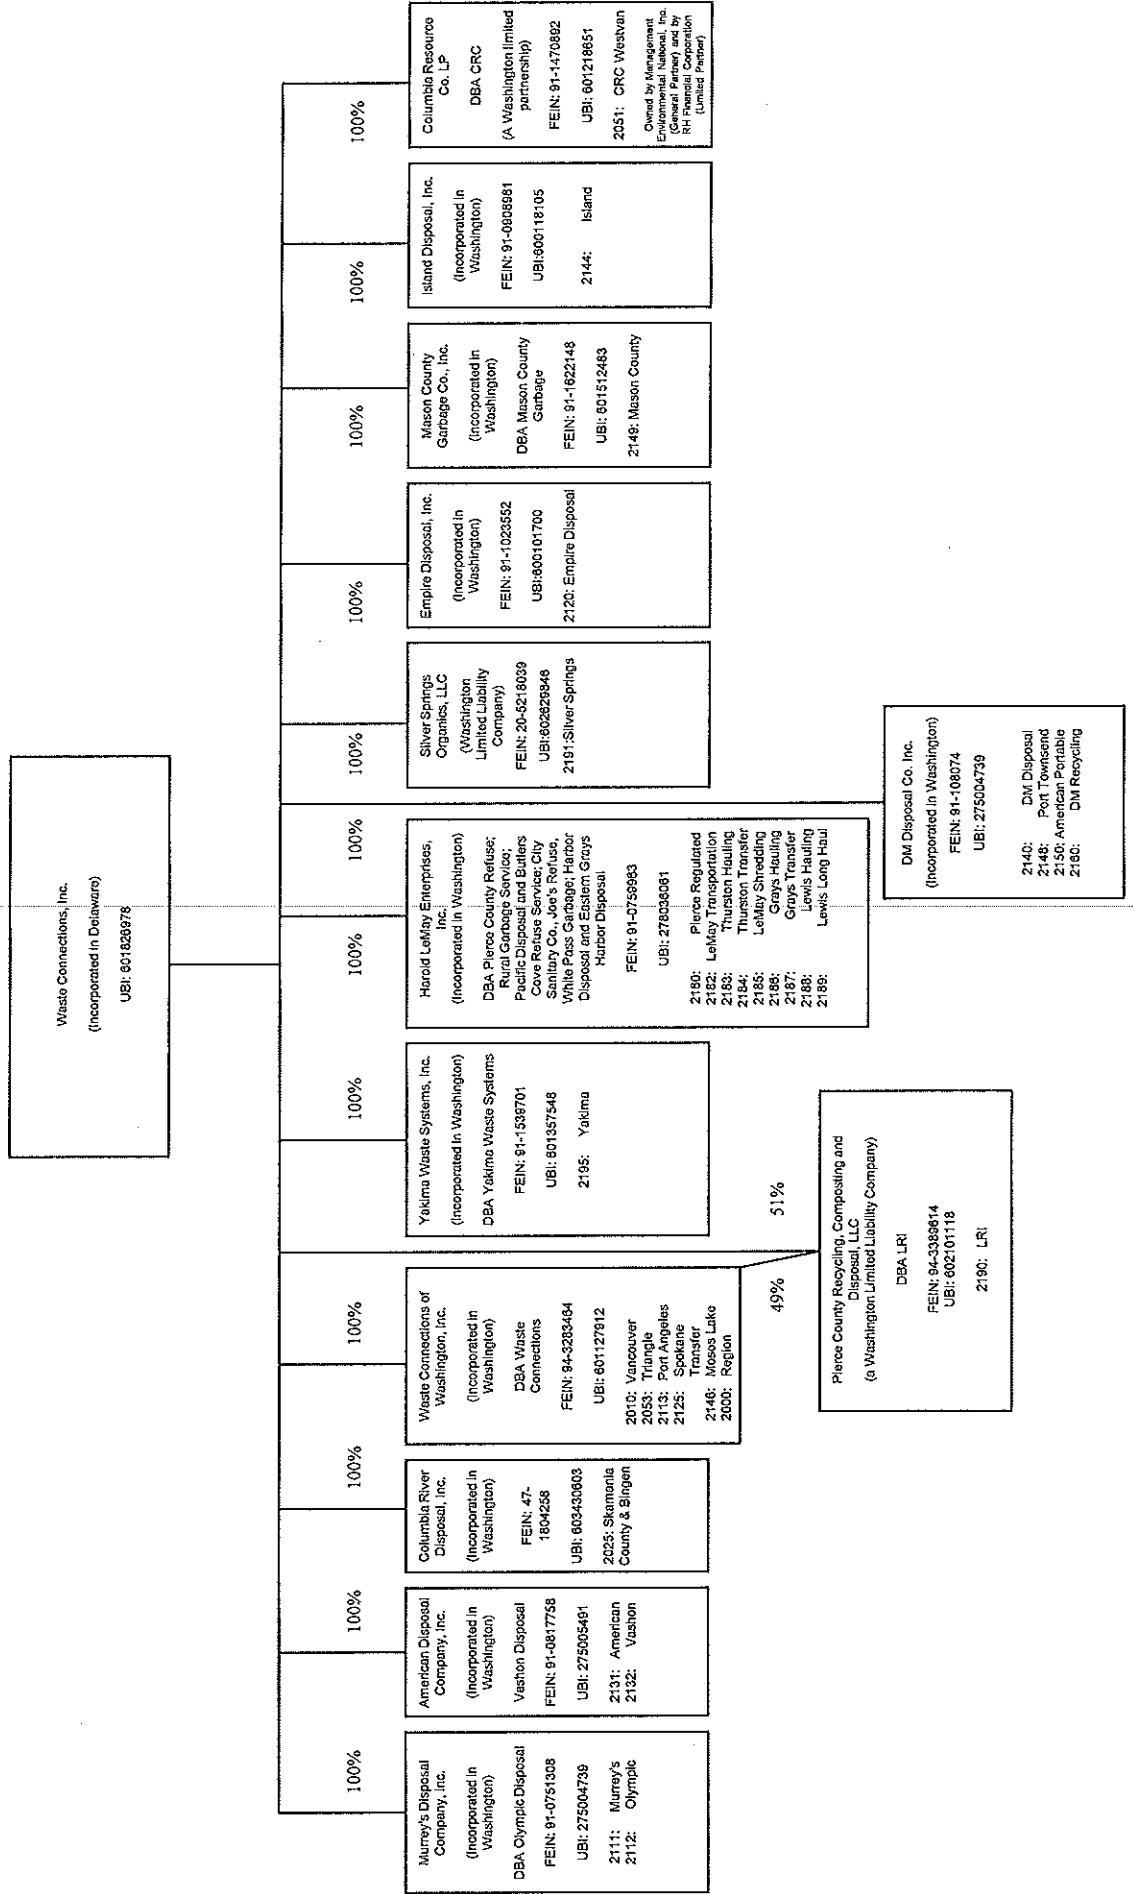 Waste Connections, Inc.
(Incorporated in Delaware)
UBI: 601826978
100%
100%
100%
100%
100%
100%
100%
100%
100%
100%
100%
100%
Murrey's Disposal
Company, Inc.
(Incorporated in
Washington)
DBA Olympic Disposal
FEIN: 91-0751308
UBI: 275004739
2111: Murrey's
2112: Olympic
American Disposal
Company, Inc.
(Incorporated in
Washington)
Vashon Disposal
FEIN: 91-0817758
UBI: 275005491
2131: American
2132: Vashon
Columbia River
Disposal, Inc.
(Incorporated in
Washington)
FEIN: 47-
1804258
UBI: 603430603
2025: Skamania
County & Bingen
Waste Connections of
Washington, Inc.
(Incorporated in
Washington)
DBA Waste
Connections
FEIN: 94-3283464
UBI: 601127912
2010: Vancouver
2053: Triangle
2113: Port Angeles
2125: Spokane
Transfer
2146: Moses Lake
2000: Region
Yakima Waste Systems, Inc.
(Incorporated in Washington)
DBA Yakima Waste Systems
FEIN: 91-1539701
UBI: 601357548
2195: Yakima
Harold LeMay Enterprises,
Inc.
(Incorporated in Washington)
DBA Pierce County Refuse;
Rural Garbage Service;
Pacific Disposal and Butlers
Cove Refuse Service; City
Sanitary Co., Joe's Refuse,
White Pass Garbage; Harbor
Disposal and Eastern Grays
Harbor Disposal
FEIN: 91-0759963
UBI: 278036061
2180: Pierce Regulated
2182: LeMay Transportation
2183: Thurston Hauling
2184: Thurston Transfer
2185: LeMay Shredding
2186: Grays Hauling
2187: Grays Transfer
2188: Lewis Hauling
2189: Lewis Long Haul
Silver Springs
Organics, LLC
(Washington
Limited Liability
Company)
FEIN: 20-5218039
UBI:602629846
2191:Silver Springs
Empire Disposal, Inc.
(Incorporated in
Washington)
FEIN: 91-1023552
UBI:600101700
2120: Empire Disposal
Mason County
Garbage Co., Inc.
(Incorporated in
Washington)
DBA Mason County
Garbage
FEIN: 91-1622148
UBI: 601512483
2149: Mason County
Island Disposal, Inc.
(Incorporated in
Washington)
FEIN: 91-0908981
UBI:600118105
2144: Island
Columbia Resource
Co. LP
DBA CRC
(A Washington limited
partnership)
FEIN: 91-1470892
UBI: 601218651
2051: CRC Westvan
Owned by Management
Environmental National, Inc.
(General Partner) and by
RH Financial Corporation
(Limited Partner)
49%
51%
Pierce County Recycling, Composting and
Disposal, LLC
(a Washington Limited Liability Company)
DBA LRI
FEIN: 94-3389614
UBI: 602101118
2190: LRI
DM Disposal Co. Inc.
(Incorporated in Washington)
FEIN: 91-108074
UBI: 275004739
2140: DM Disposal
2148: Port Townsend
2150: American Portable
2160: DM Recycling